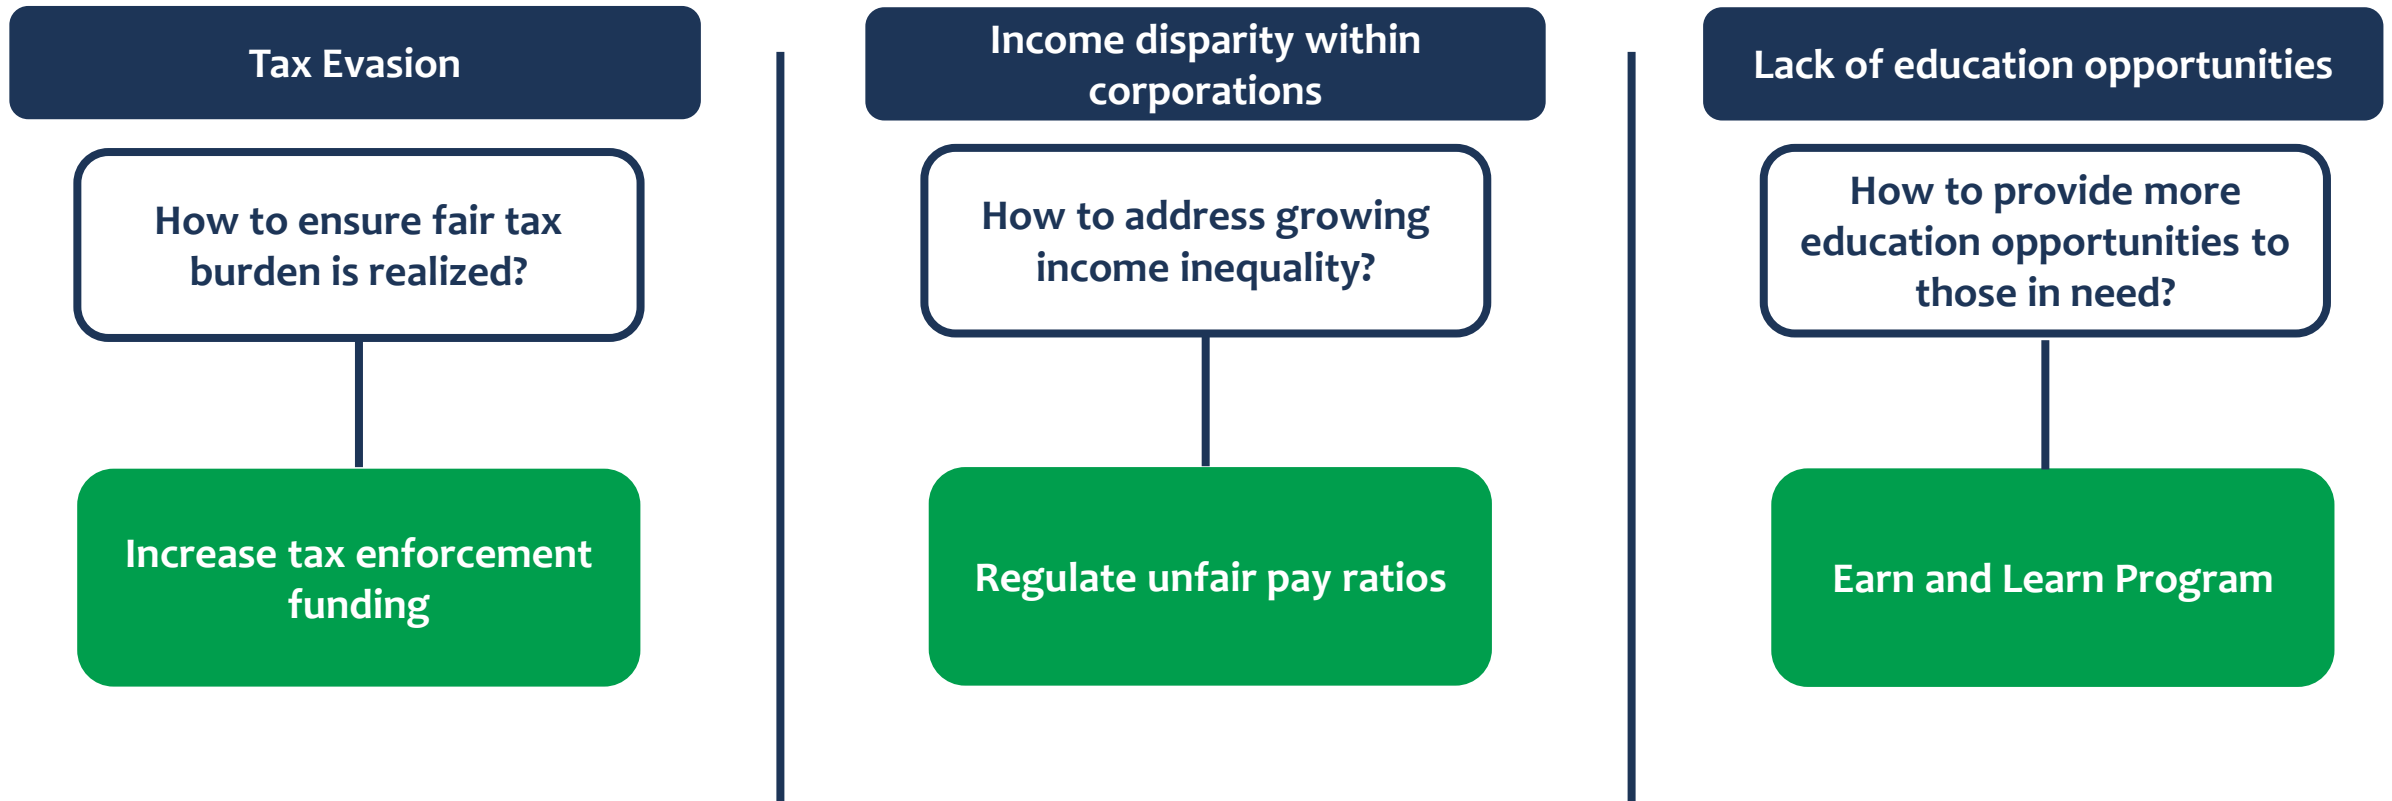 Tax Evasion
How to ensure fair tax
burden is realized?
Increase tax enforcement
funding
Income disparity within
corporations
How to address growing
income inequality?
Regulate unfair pay ratios
Lack of education opportunities
How to provide more
education opportunities to
those in need?
Earn and Learn Program